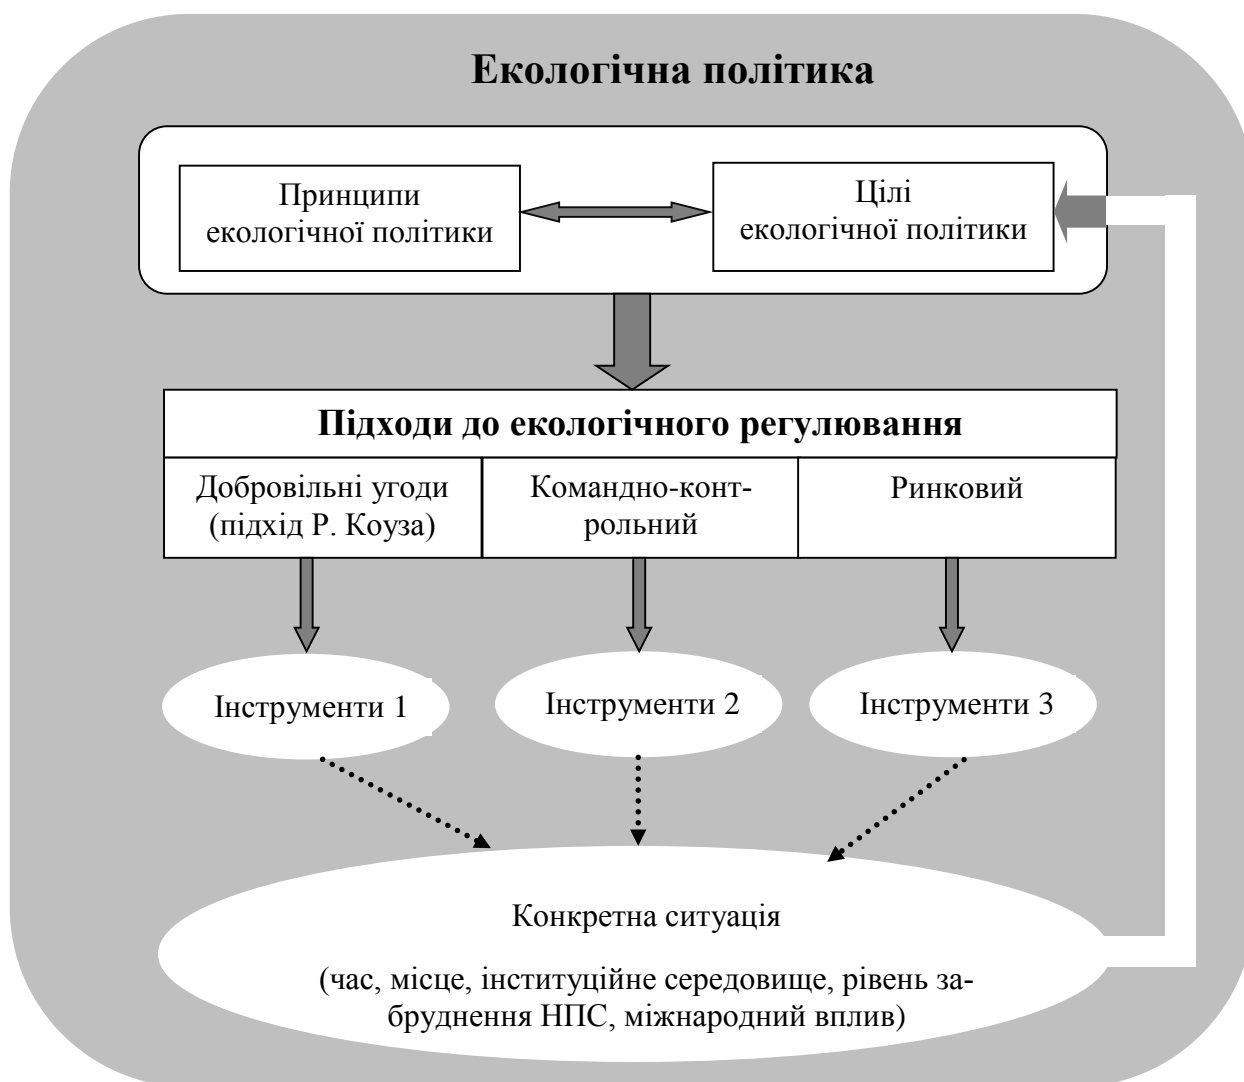 Екологічна політика
Принципи
екологічної політики
Цілі
екологічної політики
Підходи до екологічного регулювання
Добровільні угоди
(підхід Р. Коуза)
Командно-конт-
рольний
Ринковий
Інструменти 1
Інструменти 2
Інструменти 3
Конкретна ситуація
(час, місце, інституційне середовище, рівень за-
бруднення НПС, міжнародний вплив)